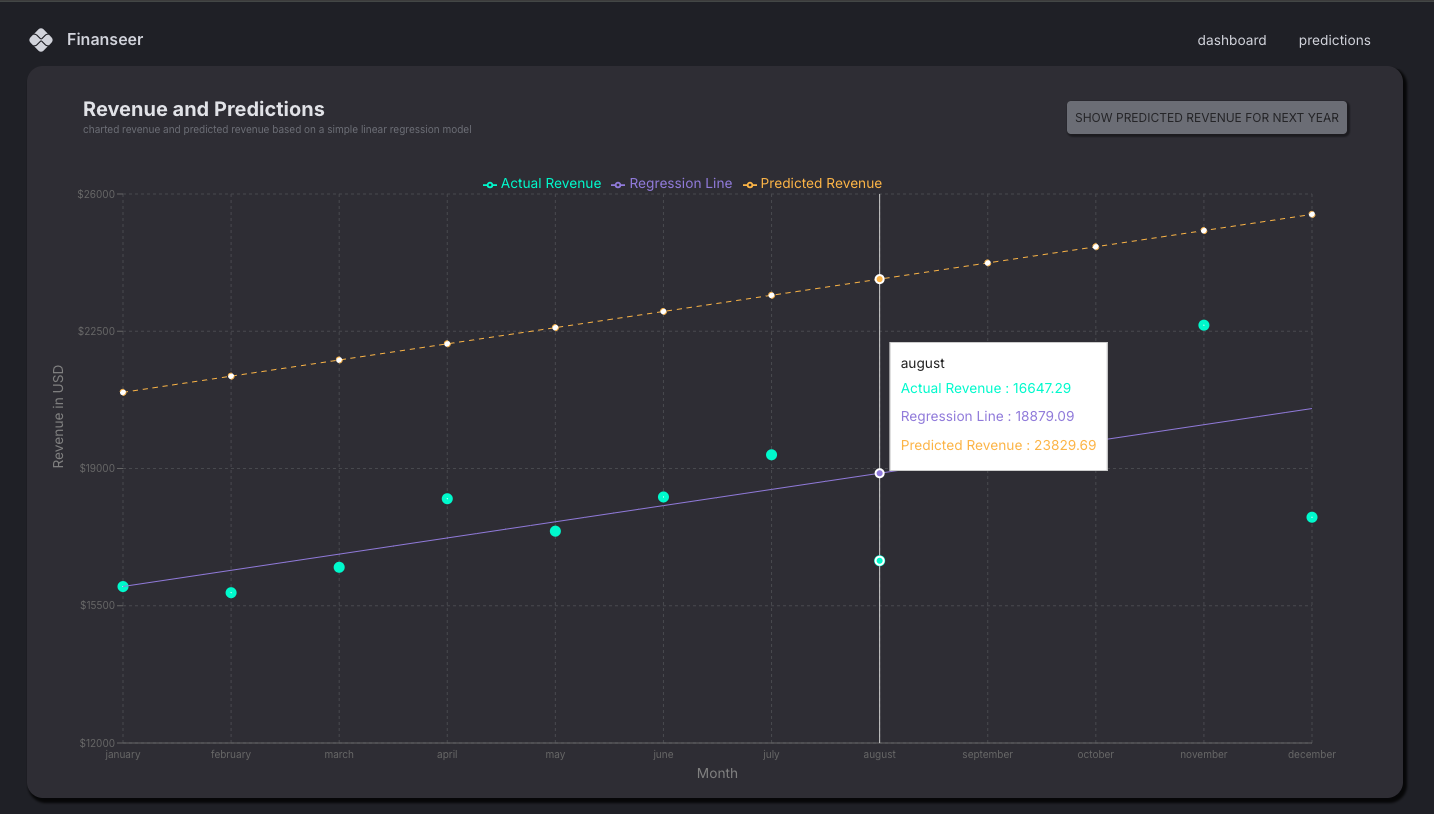 Finanseer
dashboard
predictions
Revenue and Predictions
charted revenue and predicted revenue based on a simple linear regression model
SHOW PREDICTED REVENUE FOR NEXT YEAR
Actual Revenue
Regression Line
Predicted Revenue
$26000
$22500
$19000
$15500
$12000
Revenue in USD
august
Actual Revenue : 16647.29
Regression Line : 18879.09
Predicted Revenue : 23829.69
january
february
march
april
may
june
july
august
september
october
november
december
Month